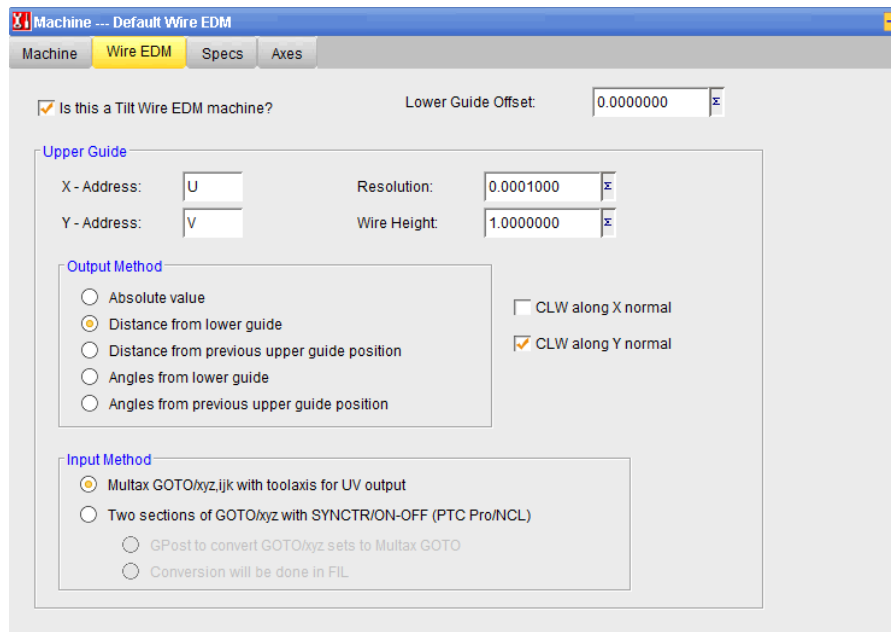 Machine --- Default Wire EDM
Machine Wire EDM Specs Axes
Is this a Tilt Wire EDM machine? Lower Guide Offset: 0.0000000 Σ
Upper Guide
X - Address: U Resolution: 0.0001000 Σ
Y - Address: V Wire Height: 1.0000000 Σ
Output Method
Absolute value
Distance from lower guide
Distance from previous upper guide position
Angles from lower guide
Angles from previous upper guide position
CLW along X normal
CLW along Y normal
Input Method
Multax GOTO/xyz,ijk with toolaxis for UV output
Two sections of GOTO/xyz with SYNCTR/ON-OFF (PTC Pro/NCL)
GPost to convert GOTO/xyz sets to Multax GOTO
Conversion will be done in FIL